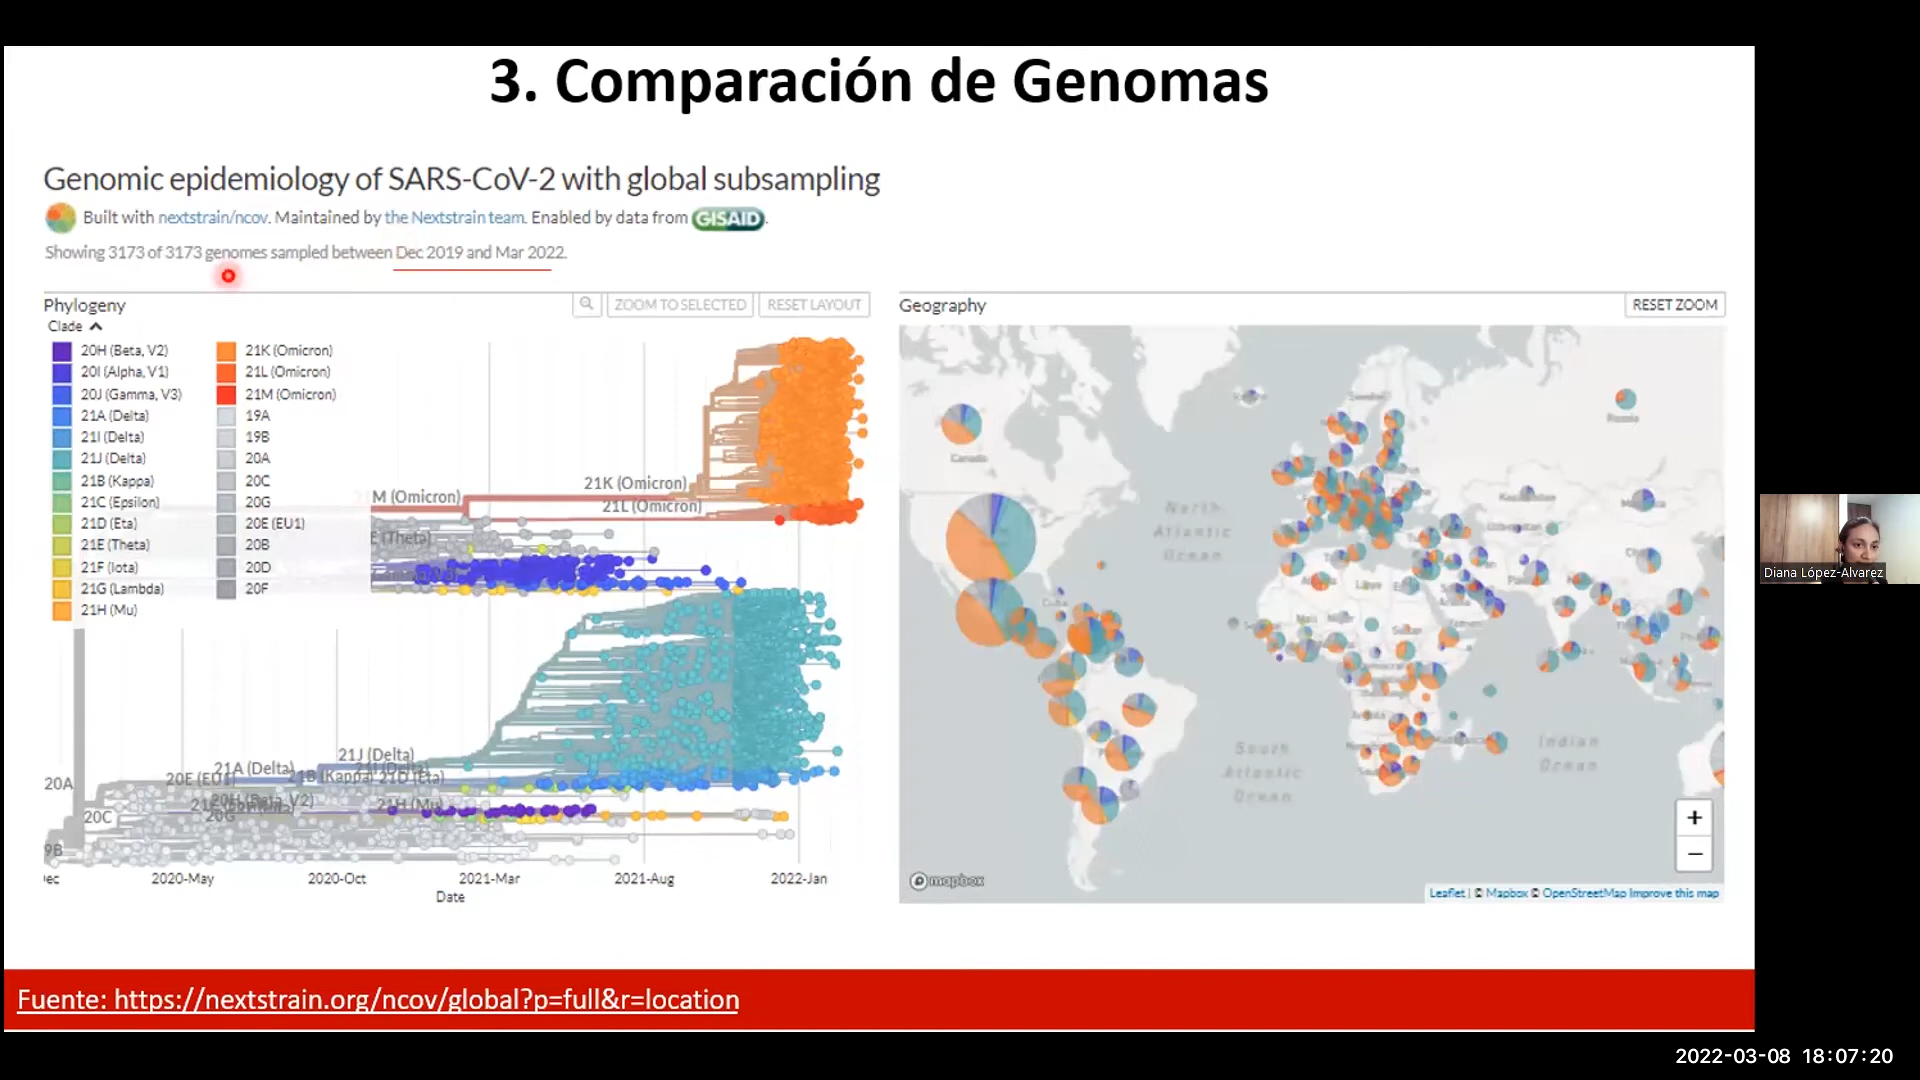 3. Comparación de Genomas
Genomic epidemiology of SARS-CoV-2 with global subsampling
Built with nextstrain/ncov. Maintained by the Nextstrain team. Enabled by data from GISAID.
Showing 3173 of 3173 genomes sampled between Dec 2019 and Mar 2022.
Phylogeny
ZOOM TO SELECTED
RESET LAYOUT
Clade
20H (Beta, V2)
20I (Alpha, V1)
20J (Gamma, V3)
21A (Delta)
21I (Delta)
21J (Delta)
21B (Kappa)
21C (Epsilon)
21D (Eta)
21E (Theta)
21F (Iota)
21G (Lambda)
21H (Mu)
21K (Omicron)
21L (Omicron)
21M (Omicron)
19A
19B
20A
20C
20G
20E (EU1)
20B
20D
20F
M (Omicron)
21K (Omicron)
21L (Omicron)
E (Theta)
21J (Delta)
21A (Delta)
20E (EU1)
21B (Kappa)
21D (Eta)
21H (Mu)
20G
20A
20C
9B
2020-May
2020-Oct
2021-Mar
2021-Aug
2022-Jan
Date
Geography
RESET ZOOM
Canada
Russia
North
Atlantic
Ocean
Cuba
Libya
Mali
South
Atlantic
Ocean
Indian
Ocean
+
−
mapbox
Leaflet | © Mapbox © OpenStreetMap Improve this map
Fuente: https://nextstrain.org/ncov/global?p=full&r=location
Diana López-Alvarez
2022-03-08 18:07:20